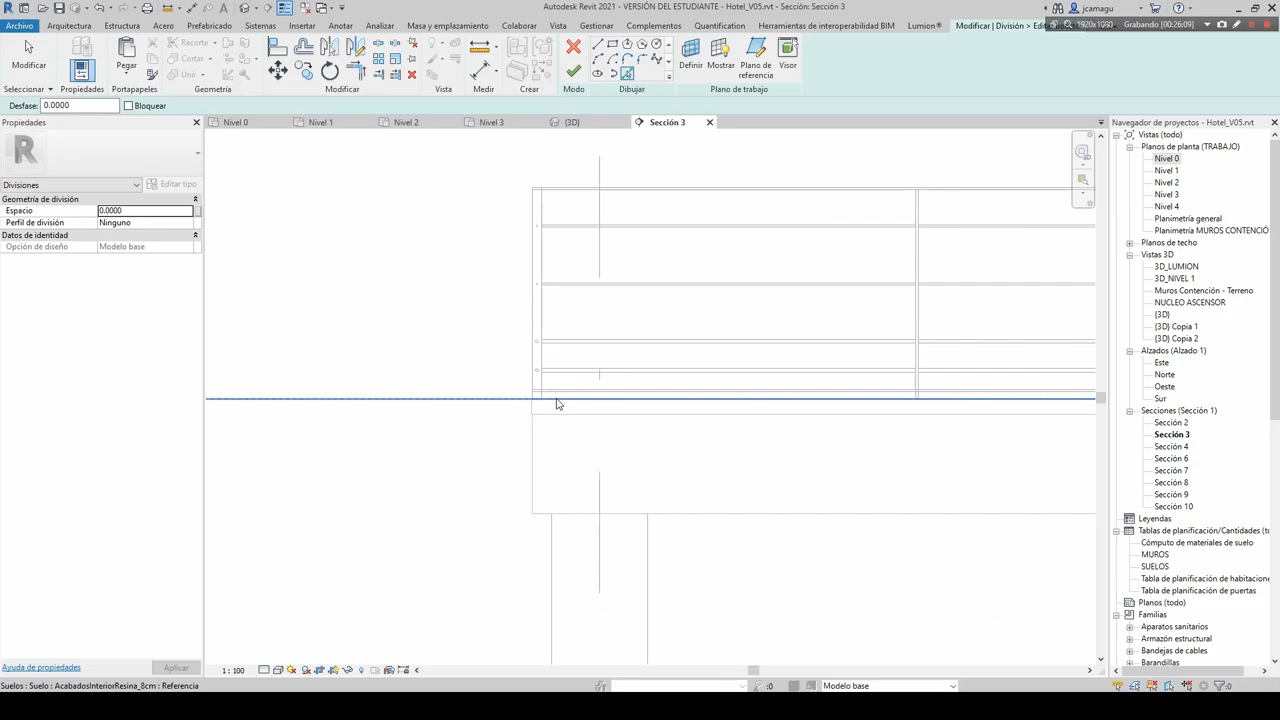 Autodesk Revit 2021 - VERSIÓN DEL ESTUDIANTE - Hotel_V05.rvt - Sección: Sección 3
jcamagu
Archivo Arquitectura Estructura Acero Prefabricado Sistemas Insertar Anotar Analizar Masa y emplazamiento Colaborar Vista Gestionar Complementos Quantification Herramientas de interoperabilidad BIM Lumion®
1920x1080 Grabando [00:26:09]
Recorte
Cortar
Unir
Modificar Pegar Definir Mostrar Plano de referencia Visor
Seleccionar Propiedades Portapapeles Geometría Modificar Vista Medir Crear Modo Dibujar Plano de trabajo
Desfase: 0.0000 Bloquear
Propiedades
Nivel 0 Nivel 1 Nivel 2 Nivel 3 {3D} Sección 3
Divisiones Editar tipo
Geometría de división
Espacio 0.0000
Perfil de división Ninguno
Datos de identidad
Opción de diseño Modelo base
Navegador de proyectos - Hotel_V05.rvt
Vistas (todo)
Planos de planta (TRABAJO)
Nivel 0
Nivel 1
Nivel 2
Nivel 3
Nivel 4
Planimetría general
Planimetría MUROS CONTENCIÓ
Planos de techo
Vistas 3D
3D_LUMION
3D_NIVEL 1
Muros Contención - Terreno
NUCLEO ASCENSOR
{3D}
{3D} Copia 1
{3D} Copia 2
Alzados (Alzado 1)
Este
Norte
Oeste
Sur
Secciones (Sección 1)
Sección 2
Sección 3
Sección 4
Sección 6
Sección 7
Sección 8
Sección 9
Sección 10
Leyendas
Tablas de planificación/Cantidades (to
Cómputo de materiales de suelo
MUROS
SUELOS
Tabla de planificación de habitacione
Tabla de planificación de puertas
Planos (todo)
Familias
Aparatos sanitarios
Armazón estructural
Bandejas de cables
Barandillas
Ayuda de propiedades Aplicar
1 : 100
Suelos : Suelo : AcabadosInteriorResina_8cm : Referencia
:0 Modelo base :0